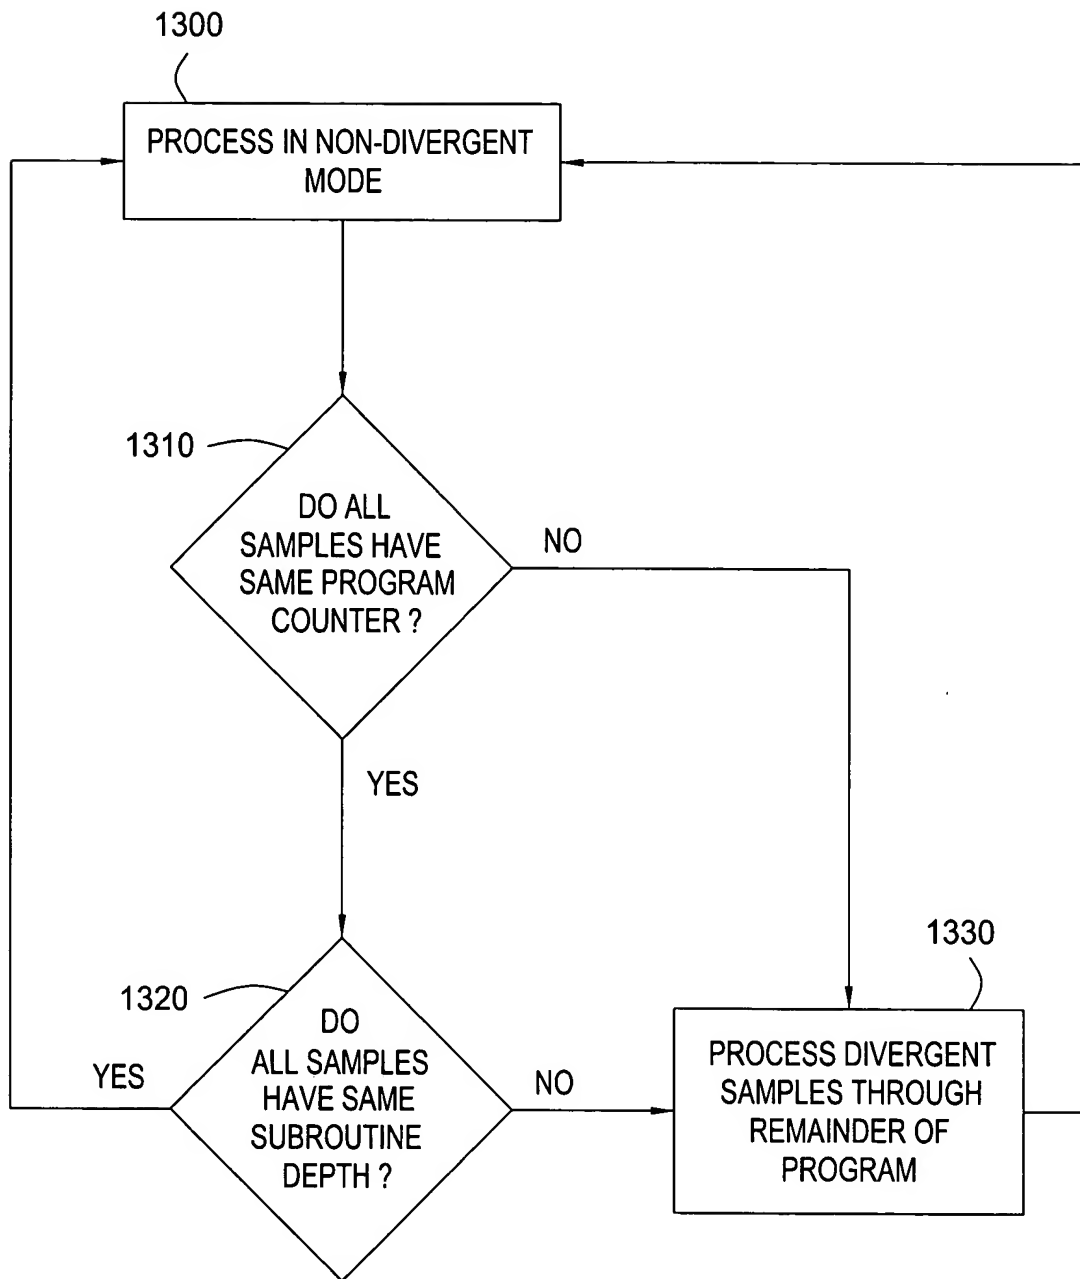 1300
PROCESS IN NON-DIVERGENT
MODE
1310
DO ALL
SAMPLES HAVE
SAME PROGRAM
COUNTER ?
NO
YES
1320
DO
ALL SAMPLES
HAVE SAME
SUBROUTINE
DEPTH ?
YES
NO
1330
PROCESS DIVERGENT
SAMPLES THROUGH
REMAINDER OF
PROGRAM